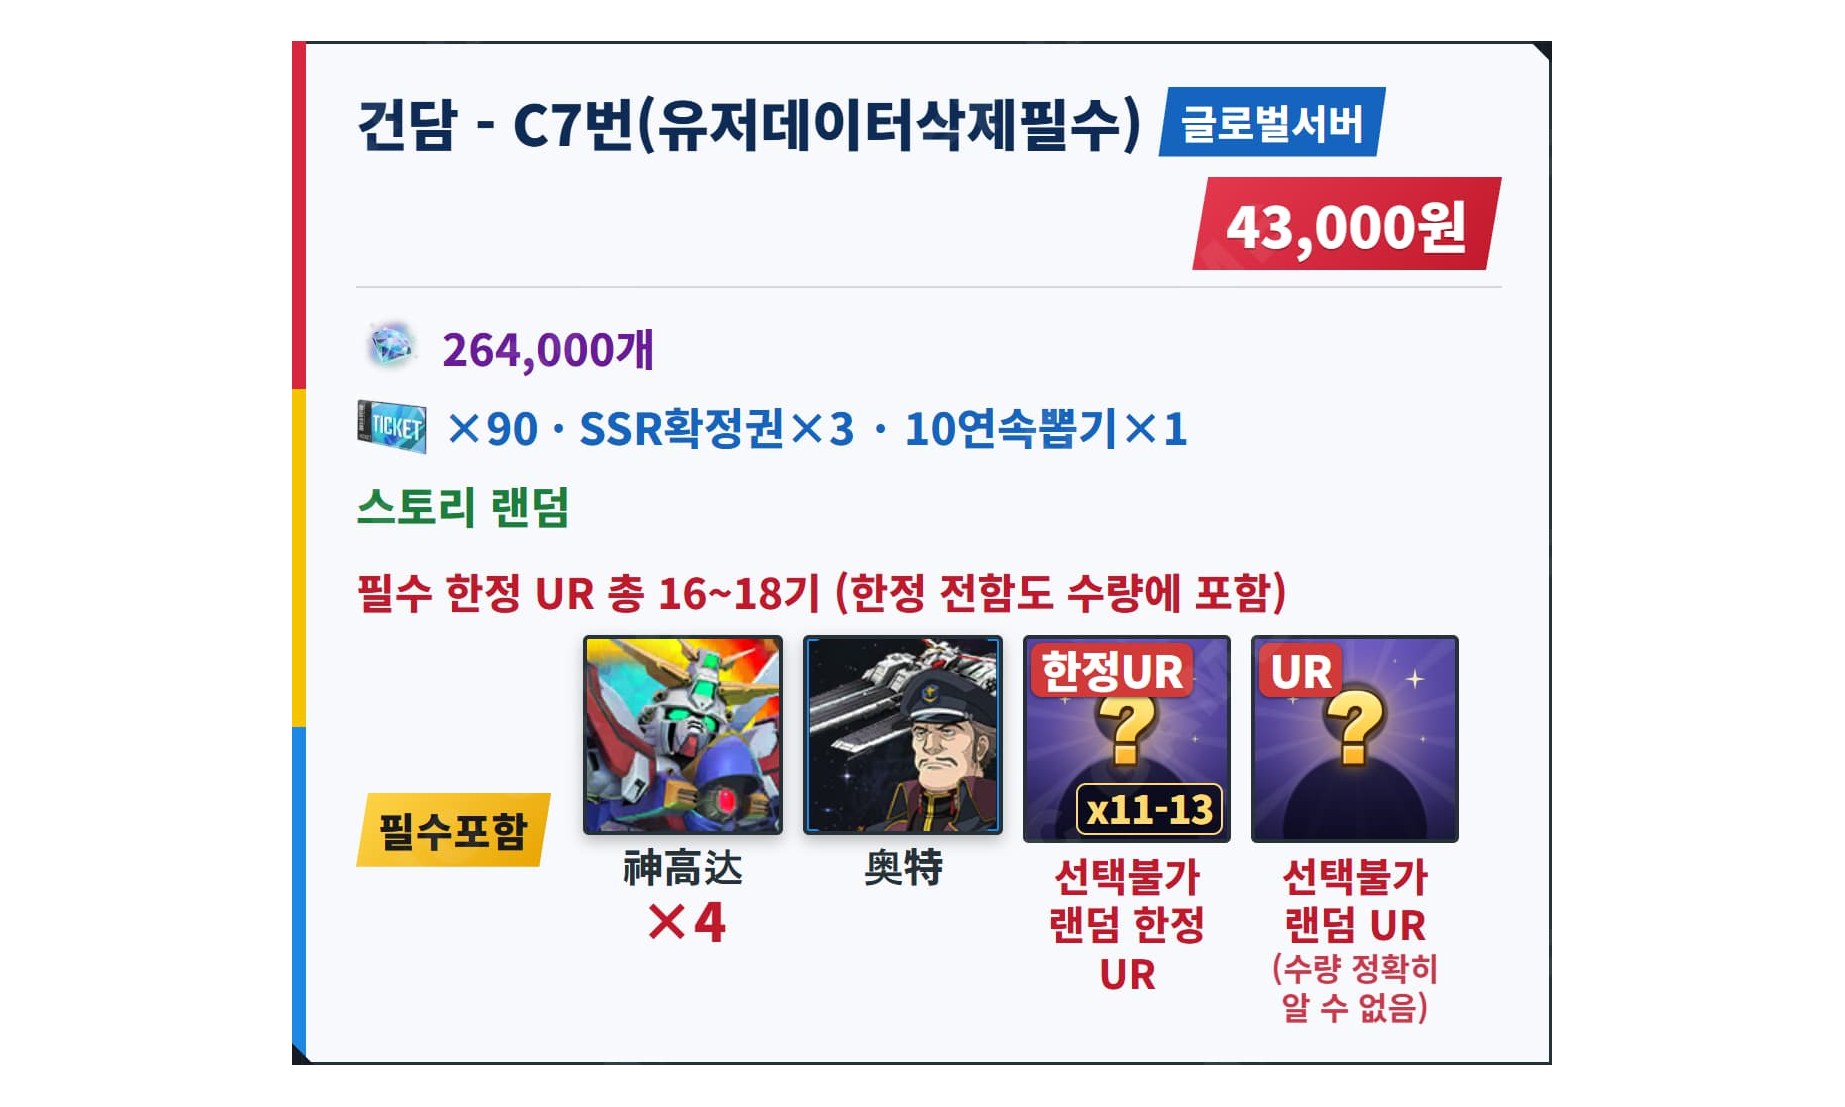 건담 - C7번(유저데이터삭제필수) 글로벌서버
43,000원
264,000개
TICKET ×90 · SSR확정권×3 · 10연속뽑기×1
스토리 랜덤
필수 한정 UR 총 16~18기 (한정 전함도 수량에 포함)
필수포함
神高达
×4
奥特
한정UR
x11-13
선택불가
랜덤 한정
UR
UR
선택불가
랜덤 UR
(수량 정확히
알 수 없음)